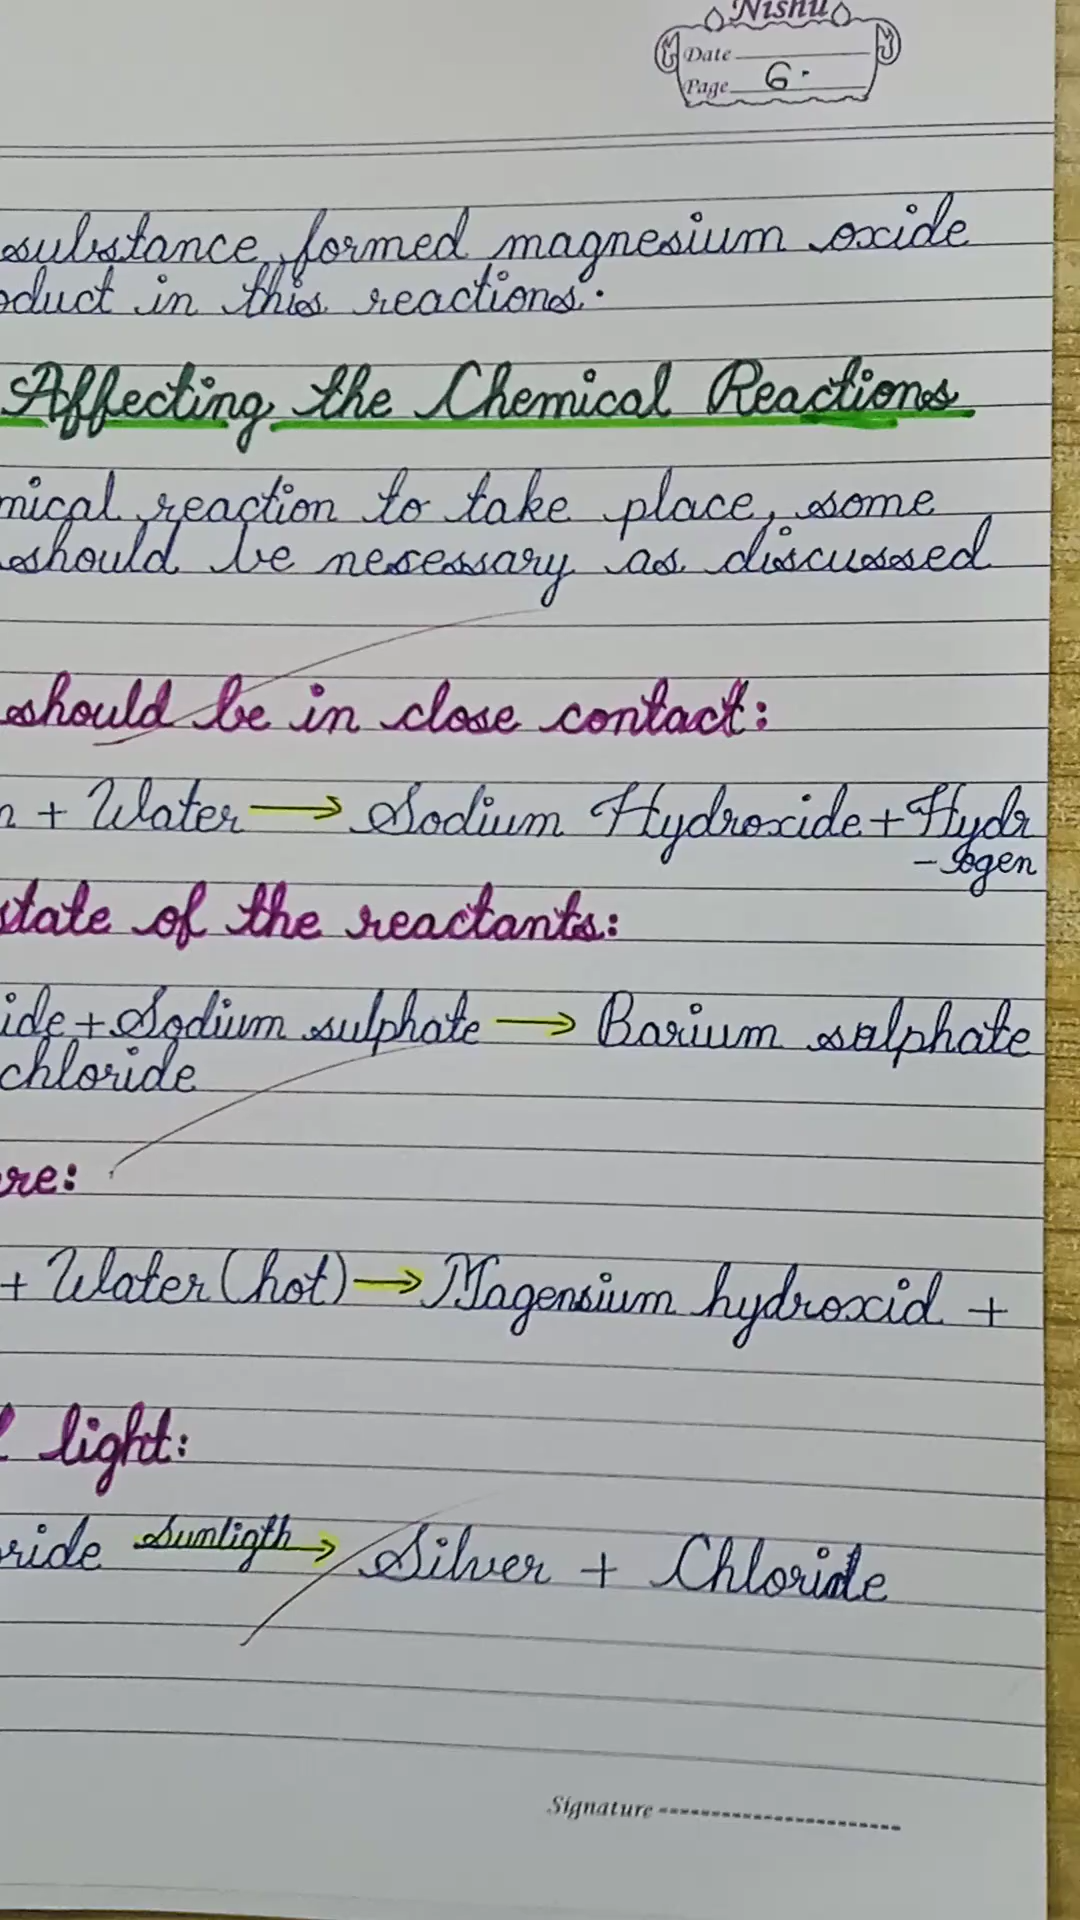 Nishu
Date
Page 6.
substance, formed magnesium oxide
oduct in this reactions.
Affecting the Chemical Reactions
mical reaction to take place, some
should be nesessary as discussed
should be in close contact:
n + Water → Sodium Hydroxide + Hydr
-ogen
state of the reactants:
ide + Sodium sulphate → Barium salphate
chloride
re:
+ Water (hot) → Magensium hydroxid +
light:
ride Sunligth → Silver + Chloride
Signature